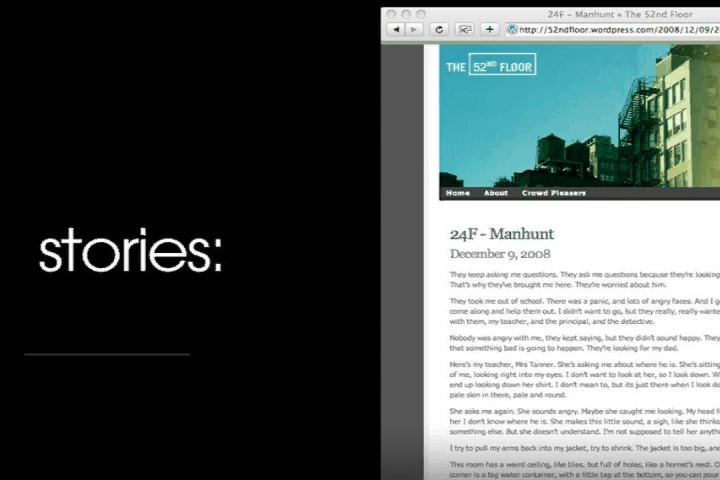 stories:
24F - Manhunt « The 52nd Floor
http://52ndfloor.wordpress.com/2008/12/09/2
THE 52ND FLOOR
Home About Crowd Pleasers
24F - Manhunt
December 9, 2008
They keep asking me questions. They ask me questions because they're looking
That's why they've brought me here. They're worried about him.
They took me out of school. There was a panic, and lots of angry faces. And I
come along and help them out. I didn't want to go, but they really, really
with them, my teacher, and the principal, and the detective.
Nobody was angry with me, they kept saying, but they didn't sound happy.
that something bad is going to happen. They're looking for my dad.
Here's my teacher, Mrs Tanner. She's asking me about where he is. She's
of me, looking right into my eyes. I don't want to look at her, so I look down.
end up looking down her shirt. I don't mean to, but its just there when I look
pale skin in there, pale and round.
She asks me again. She sounds angry. Maybe she caught me looking. My head
her I don't know where he is. She makes this little sound, a sigh, like she
something else. But she doesn't understand. I'm not supposed to tell her
I try to pull my arms back into my jacket, try to shrink. The jacket is too big,
This room has a weird ceiling, like tiles, but full of holes, like a hornet's nest.
corner is a big water container, with a little tap at the bottom, so you can pour